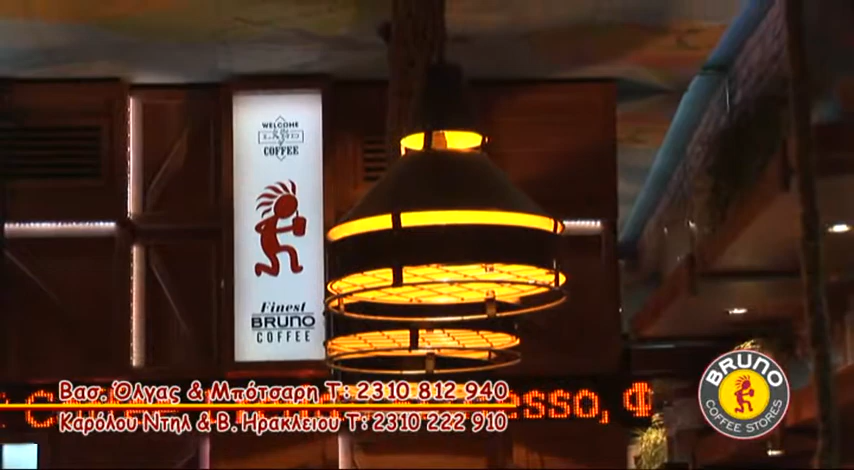 WELCOME
LAND
COFFEE
Finest
BRUNO
COFFEE
Βασ. Όλγας & Μπότσαρη Τ: 2310 812 940
Καρόλου Ντηλ & Β. Ηρακλείου Τ: 2310 222 910
BRUNO
COFFEE STORES